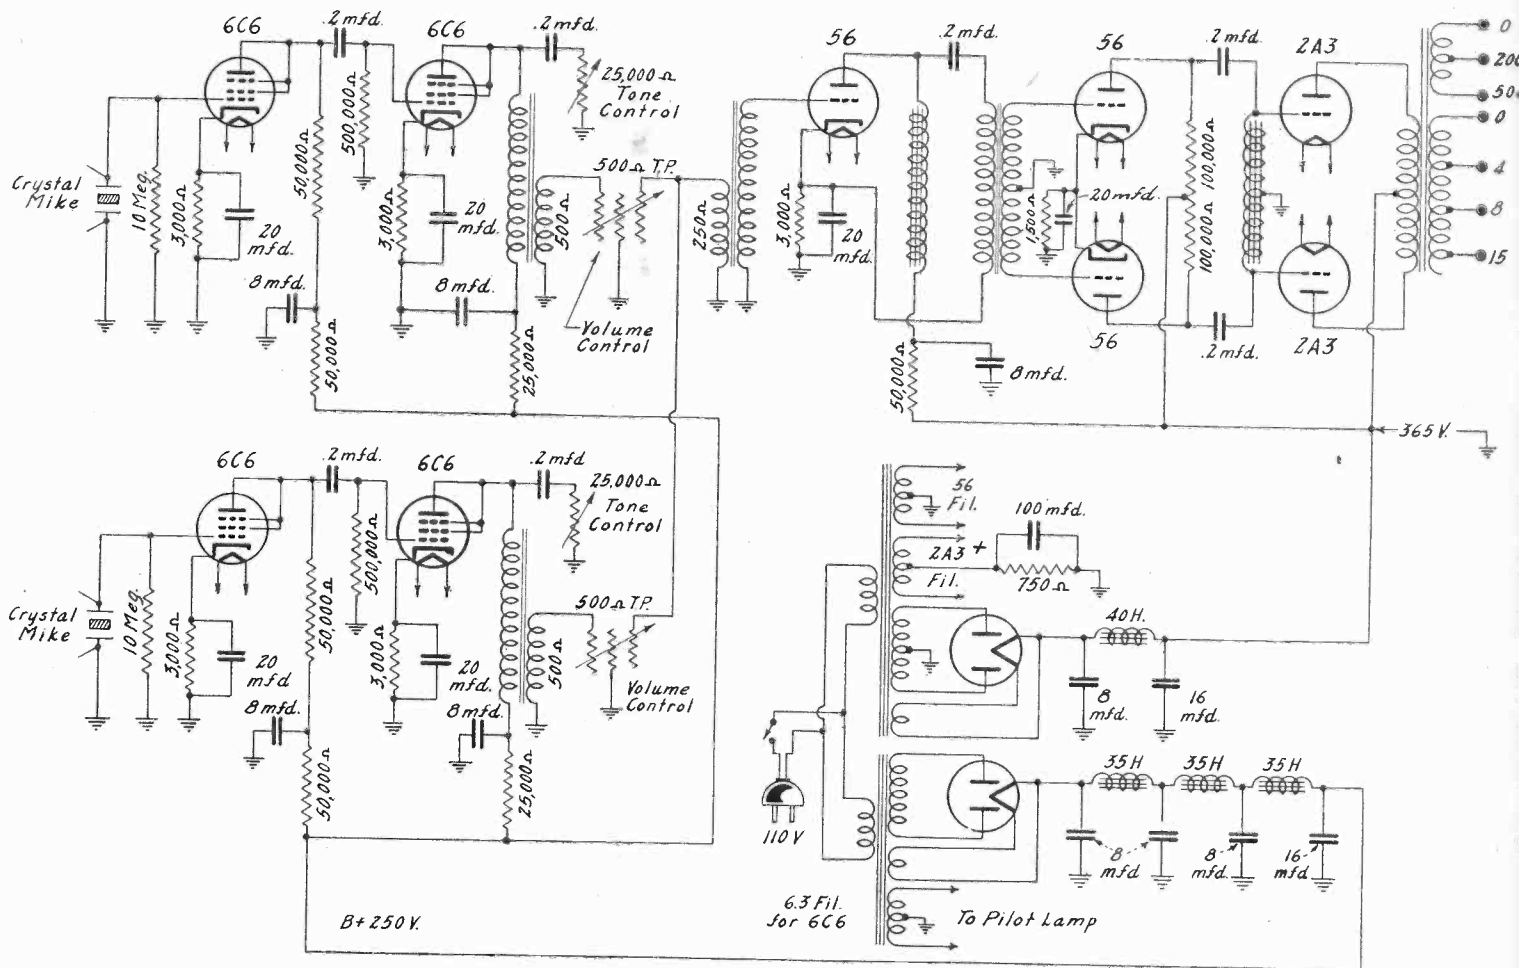 6C6
.2 mfd.
6C6
.2 mfd.
25,000 Ω
Tone
Control
500,000 Ω
50,000 Ω
Crystal
Mike
10 Meg.
3,000 Ω
20
mfd.
3,000 Ω
20
mfd.
500 Ω T.P.
500 Ω
8 mfd.
8 mfd.
Volume
Control
50,000 Ω
25,000 Ω
56
.2 mfd.
56
.2 mfd.
2A3
0
200
500
0
4
8
15
250 Ω
3,000 Ω
20
mfd.
1,500 Ω
20 mfd.
100,000 Ω
100,000 Ω
56
.2 mfd.
2A3
50,000 Ω
8 mfd.
365 V.
6C6
.2 mfd.
6C6
.2 mfd
25,000 Ω
Tone
Control
500,000 Ω
50,000 Ω
Crystal
Mike
10 Meg.
3,000 Ω
20
mfd
3,000 Ω
20
mfd.
500 Ω T.P.
500 Ω
Volume
Control
8 mfd.
8 mfd.
50,000 Ω
25,000 Ω
B+ 250 V.
56
Fil.
2A3 +
Fil.
100 mfd.
750 Ω
40 H.
8
mfd.
16
mfd.
110 V
35 H
35 H
35 H
8
mfd
8
mfd.
16
mfd
6.3 Fil.
for 6C6
To Pilot Lamp